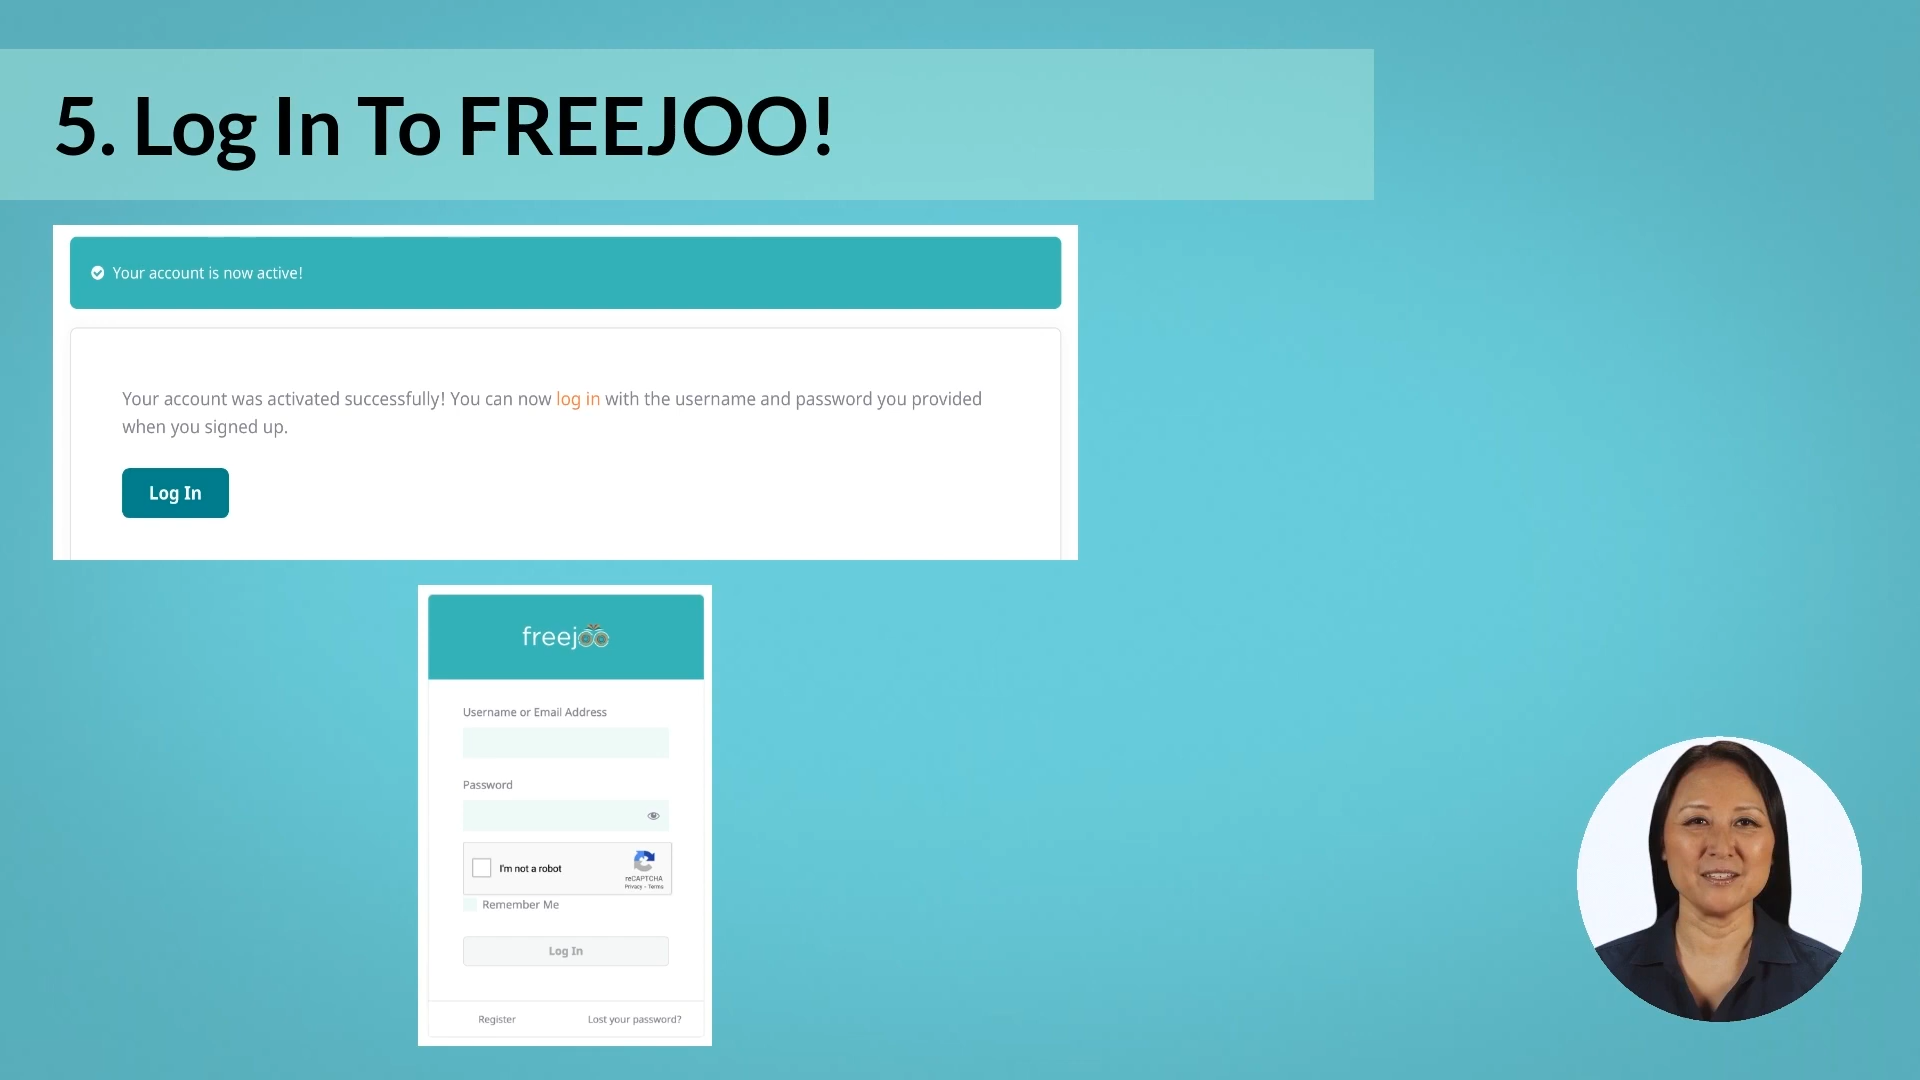 5. Log In To FREEJOO!
Your account is now active!
Your account was activated successfully! You can now log in with the username and password you provided
when you signed up.
Log In
freejoo
Username or Email Address
Password
I'm not a robot
reCAPTCHA
Privacy - Terms
Remember Me
Log In
Register Lost your password?